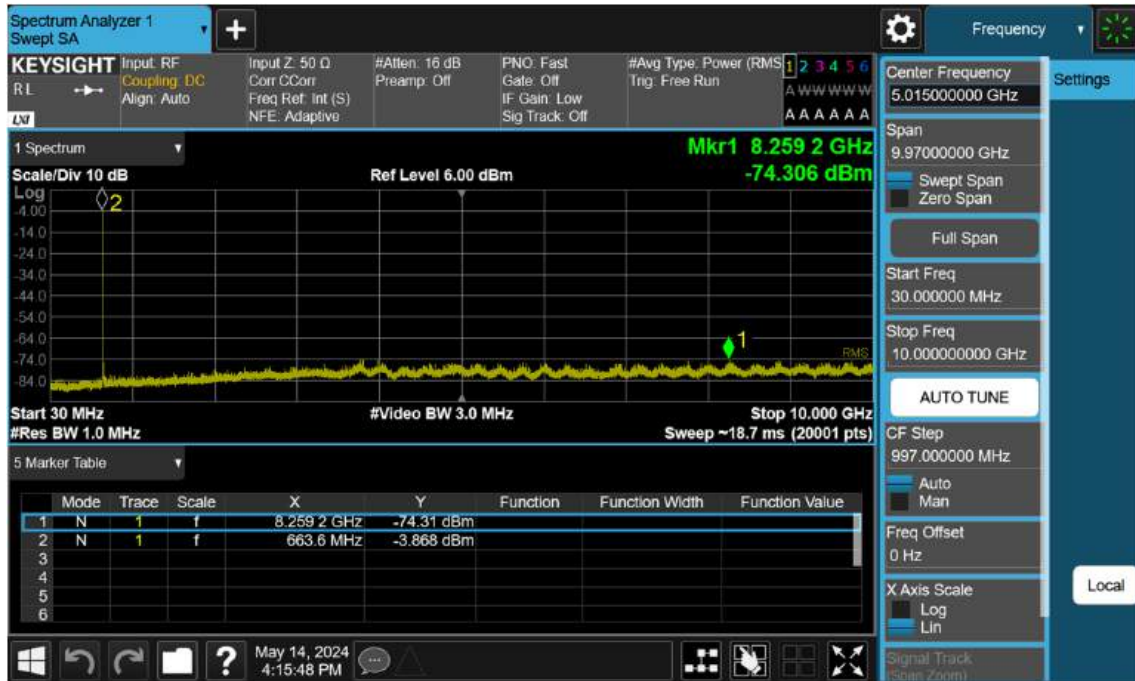 Spectrum Analyzer 1
Swept SA
Frequency
KEYSIGHT
RL
LXI
Input: RF
Coupling: DC
Align: Auto
Input Z: 50 Ω
Corr CCorr
Freq Ref: Int (S)
NFE: Adaptive
#Atten: 16 dB
Preamp: Off
PNO: Fast
Gate: Off
IF Gain: Low
Sig Track: Off
#Avg Type: Power (RMS
Trig: Free Run
1 2 3 4 5 6
A W W W W W
A A A A A A
1 Spectrum
Mkr1 8.259 2 GHz
Scale/Div 10 dB
Ref Level 6.00 dBm
-74.306 dBm
Log
2
-4.00
-14.0
-24.0
-34.0
-44.0
-54.0
-64.0
1
RMS
-74.0
-84.0
Start 30 MHz
#Video BW 3.0 MHz
Stop 10.000 GHz
#Res BW 1.0 MHz
Sweep ~18.7 ms (20001 pts)
5 Marker Table
Mode Trace Scale X Y Function Function Width Function Value
1 N 1 f 8.259 2 GHz -74.31 dBm
2 N 1 f 663.6 MHz -3.868 dBm
3
4
5
6
Center Frequency
5.015000000 GHz
Settings
Span
9.97000000 GHz
Swept Span
Zero Span
Full Span
Start Freq
30.000000 MHz
Stop Freq
10.000000000 GHz
AUTO TUNE
CF Step
997.000000 MHz
Auto
Man
Freq Offset
0 Hz
X Axis Scale
Log
Lin
Local
Signal Track
(Span Zoom)
?
May 14, 2024
4:15:48 PM